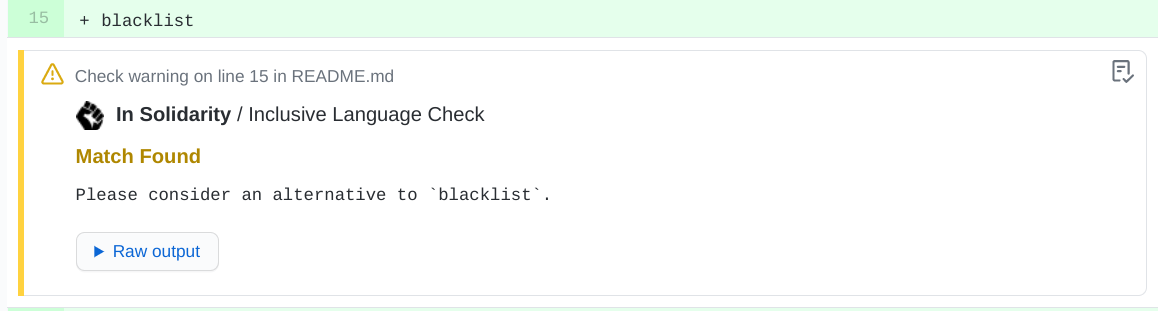 15 + blacklist
Check warning on line 15 in README.md
In Solidarity / Inclusive Language Check
Match Found
Please consider an alternative to `blacklist`.
Raw output